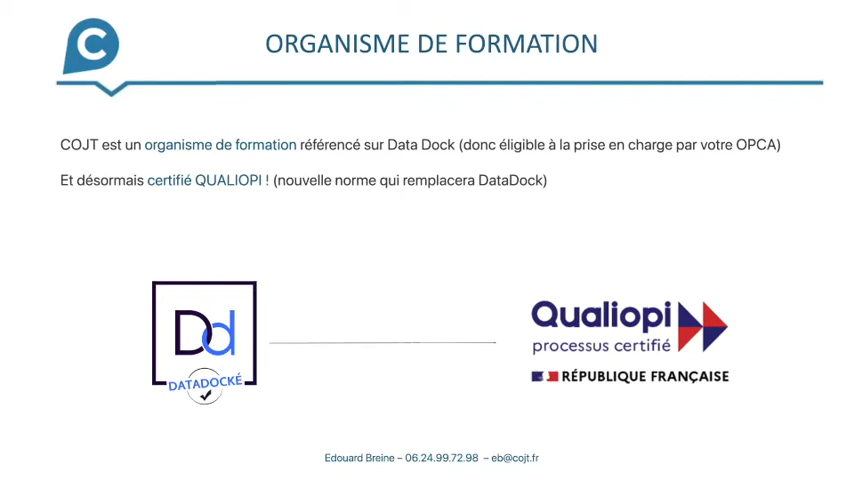 C
ORGANISME DE FORMATION
COJT est un organisme de formation référencé sur Data Dock (donc éligible à la prise en charge par votre OPCA)
Et désormais certifié QUALIOPI ! (nouvelle norme qui remplacera DataDock)
Dd
DATADOCKÉ
Qualiopi
processus certifié
RÉPUBLIQUE FRANÇAISE
Edouard Breine – 06.24.99.72.98 – eb@cojt.fr